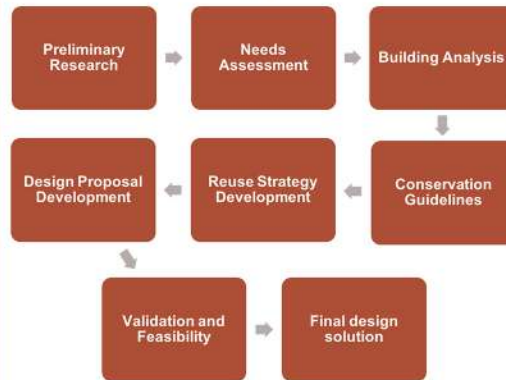 Preliminary
Research
Needs
Assessment
Building Analysis
Conservation
Guidelines
Reuse Strategy
Development
Design Proposal
Development
Validation and
Feasibility
Final design
solution